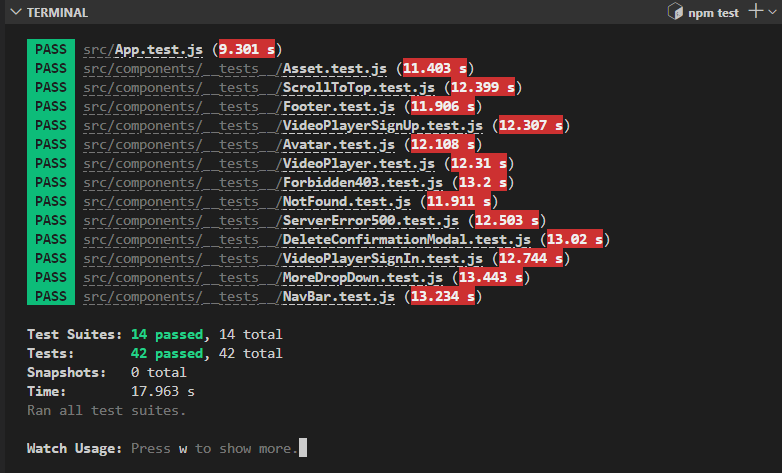 TERMINAL
npm test
PASS src/App.test.js (9.301 s)
PASS src/components/__tests__/Asset.test.js (11.403 s)
PASS src/components/__tests__/ScrollToTop.test.js (12.399 s)
PASS src/components/__tests__/Footer.test.js (11.906 s)
PASS src/components/__tests__/VideoPlayerSignUp.test.js (12.307 s)
PASS src/components/__tests__/Avatar.test.js (12.108 s)
PASS src/components/__tests__/VideoPlayer.test.js (12.31 s)
PASS src/components/__tests__/Forbidden403.test.js (13.2 s)
PASS src/components/__tests__/NotFound.test.js (11.911 s)
PASS src/components/__tests__/ServerError500.test.js (12.503 s)
PASS src/components/__tests__/DeleteConfirmationModal.test.js (13.02 s)
PASS src/components/__tests__/VideoPlayerSignIn.test.js (12.744 s)
PASS src/components/__tests__/MoreDropDown.test.js (13.443 s)
PASS src/components/__tests__/NavBar.test.js (13.234 s)
Test Suites: 14 passed, 14 total
Tests: 42 passed, 42 total
Snapshots: 0 total
Time: 17.963 s
Ran all test suites.
Watch Usage: Press w to show more.